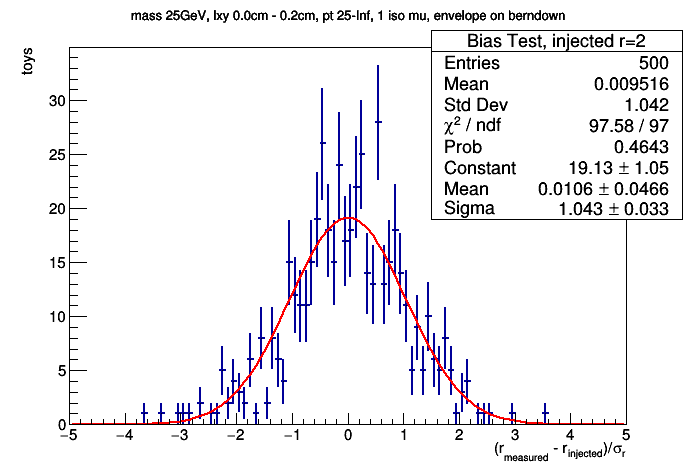 mass 25GeV, lxy 0.0cm - 0.2cm, pt 25-Inf, 1 iso mu, envelope on berndown
toys
Bias Test, injected r=2
Entries 500
Mean 0.009516
Std Dev 1.042
χ² / ndf 97.58 / 97
Prob 0.4643
Constant 19.13 ± 1.05
Mean 0.0106 ± 0.0466
Sigma 1.043 ± 0.033
30
25
20
15
10
5
0
−5 −4 −3 −2 −1 0 1 2 3 4 5
(r_measured - r_injected)/σ_r